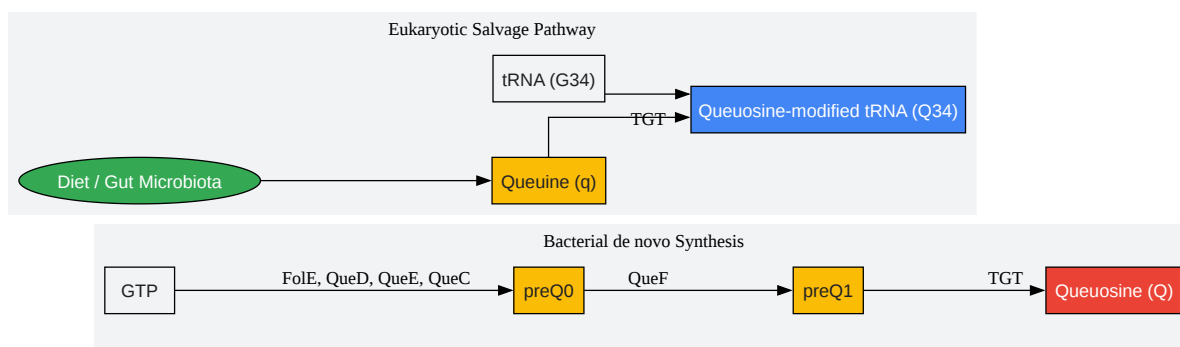 Eukaryotic Salvage Pathway
tRNA (G34)
Queuosine-modified tRNA (Q34)
TGT
Diet / Gut Microbiota
Queuine (q)
Bacterial de novo Synthesis
GTP
FolE, QueD, QueE, QueC
preQ0
QueF
preQ1
TGT
Queuosine (Q)